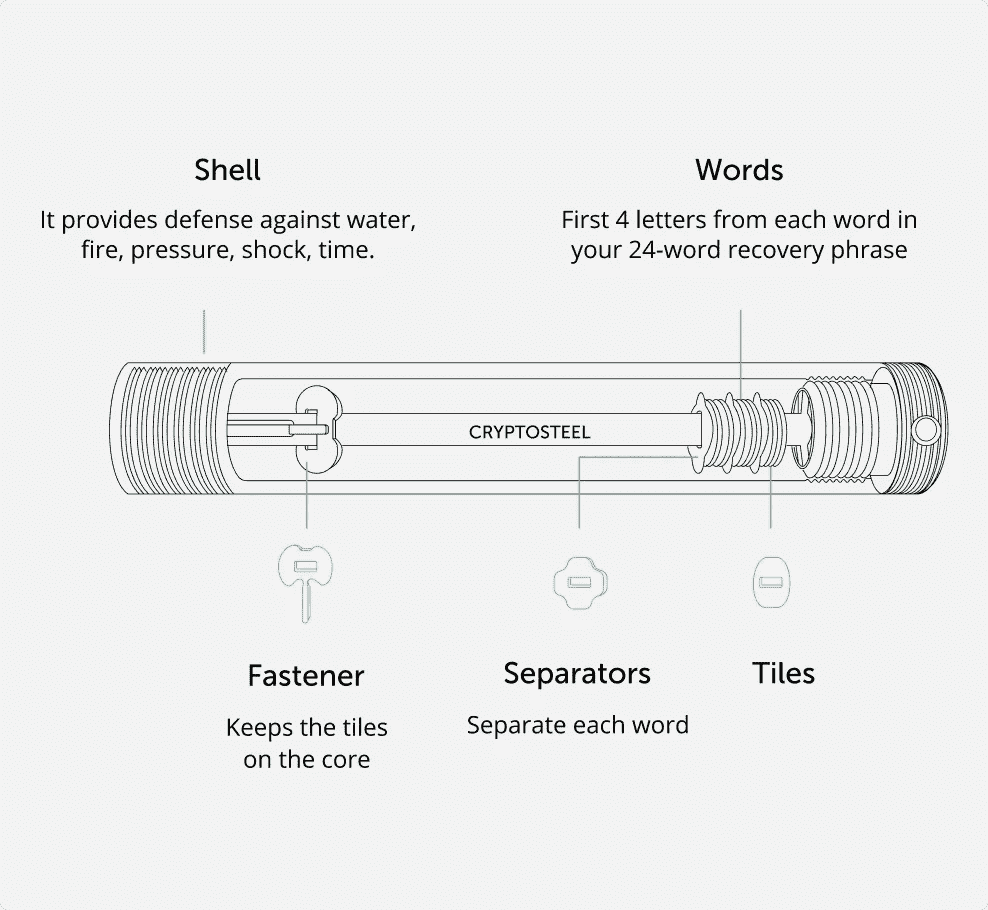 Shell
It provides defense against water,
fire, pressure, shock, time.
Words
First 4 letters from each word in
your 24-word recovery phrase
CRYPTOSTEEL
Fastener
Keeps the tiles
on the core
Separators
Separate each word
Tiles